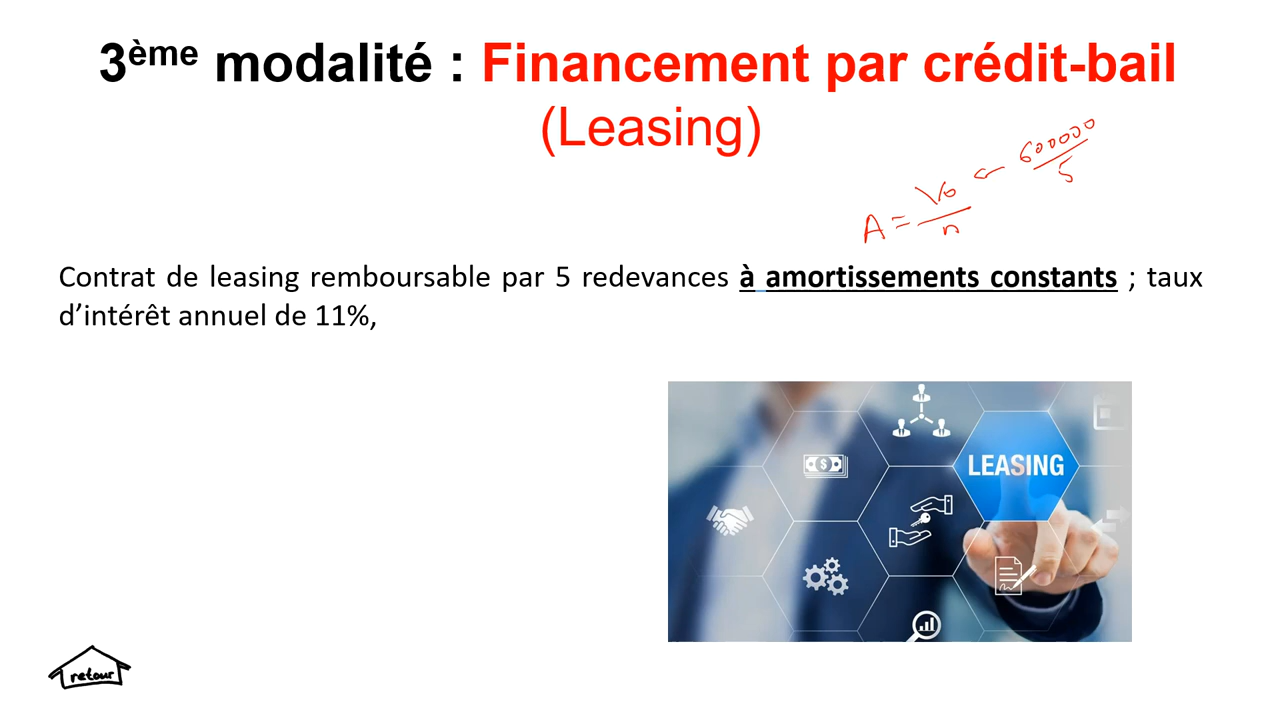 3ème modalité : Financement par crédit-bail
(Leasing)
A = V0/n ← 600000/5
Contrat de leasing remboursable par 5 redevances à amortissements constants ; taux
d’intérêt annuel de 11%,
LEASING
retour